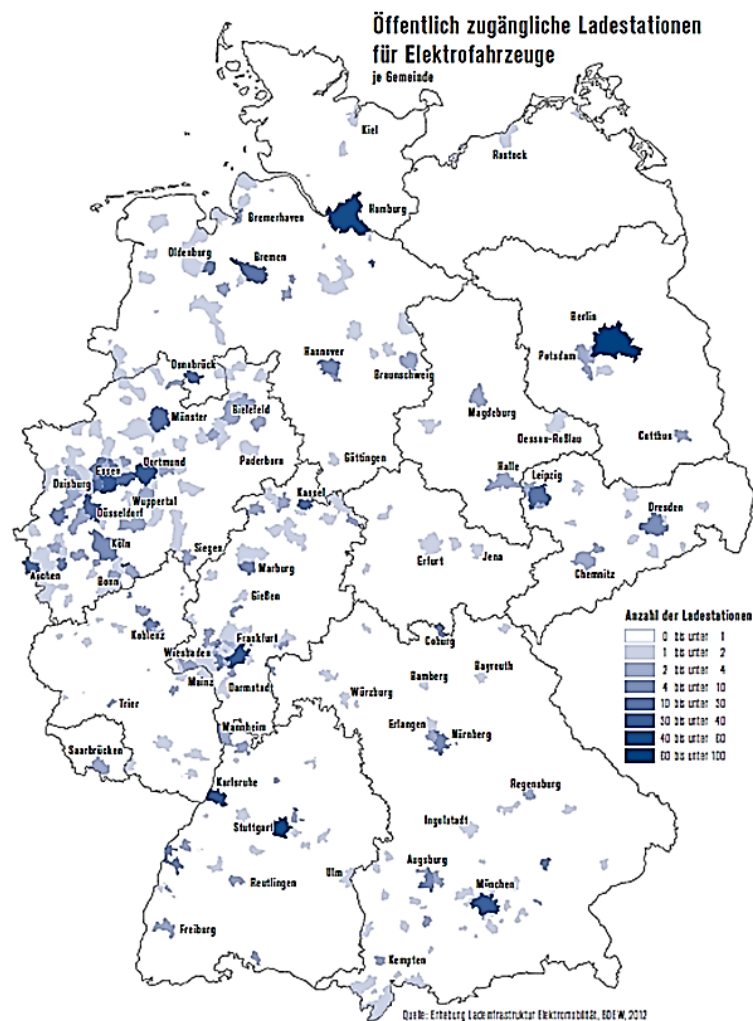 Öffentlich zugängliche Ladestationen
für Elektrofahrzeuge
je Gemeinde
Kiel
Rostock
Hamburg
Bremerhaven
Oldenburg
Bremen
Berlin
Potsdam
Hannover
Braunschweig
Osnabrück
Münster
Bielefeld
Magdeburg
Dessau-Roßlau
Cottbus
Paderborn
Göttingen
Essen
Dortmund
Duisburg
Wuppertal
Düsseldorf
Halle
Leipzig
Kassel
Dresden
Köln
Siegen
Marburg
Erfurt
Jena
Chemnitz
Aachen
Bonn
Gießen
Koblenz
Wiesbaden
Frankfurt
Coburg
Anzahl der Ladestationen
0 bis unter 1
1 bis unter 2
2 bis unter 4
4 bis unter 10
10 bis unter 30
30 bis unter 40
40 bis unter 60
60 bis unter 100
Mainz
Darmstadt
Bamberg
Bayreuth
Würzburg
Trier
Mannheim
Erlangen
Nürnberg
Saarbrücken
Karlsruhe
Regensburg
Stuttgart
Ingolstadt
Augsburg
Ulm
München
Reutlingen
Freiburg
Kempten
Quelle: Erhebung Ladeinfrastruktur Elektromobilität, BDEW, 2012